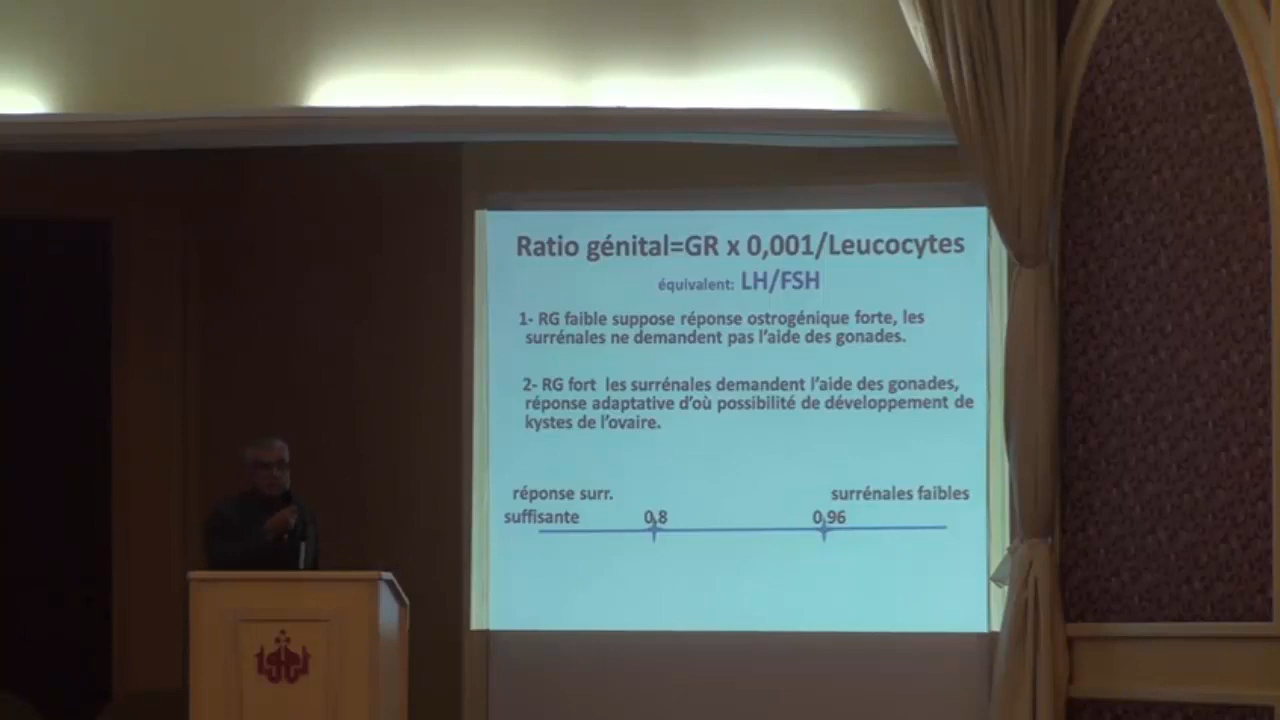 Ratio génital=GR x 0,001/Leucocytes
équivalent: LH/FSH
1- RG faible suppose réponse ostrogénique forte, les
surrénales ne demandent pas l’aide des gonades.
2- RG fort les surrénales demandent l’aide des gonades,
réponse adaptative d’où possibilité de développement de
kystes de l’ovaire.
réponse surr. surrénales faibles
suffisante 0,8 0,96